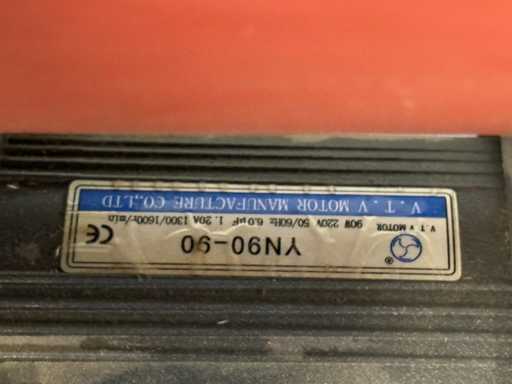 YN90-90
®
V. T. V MOTOR
90W 220V 50/60Hz 6.0µF 1.20A 1300/1600r/min
CE
V. T. V MOTOR MANUFACTURE CO.,LTD